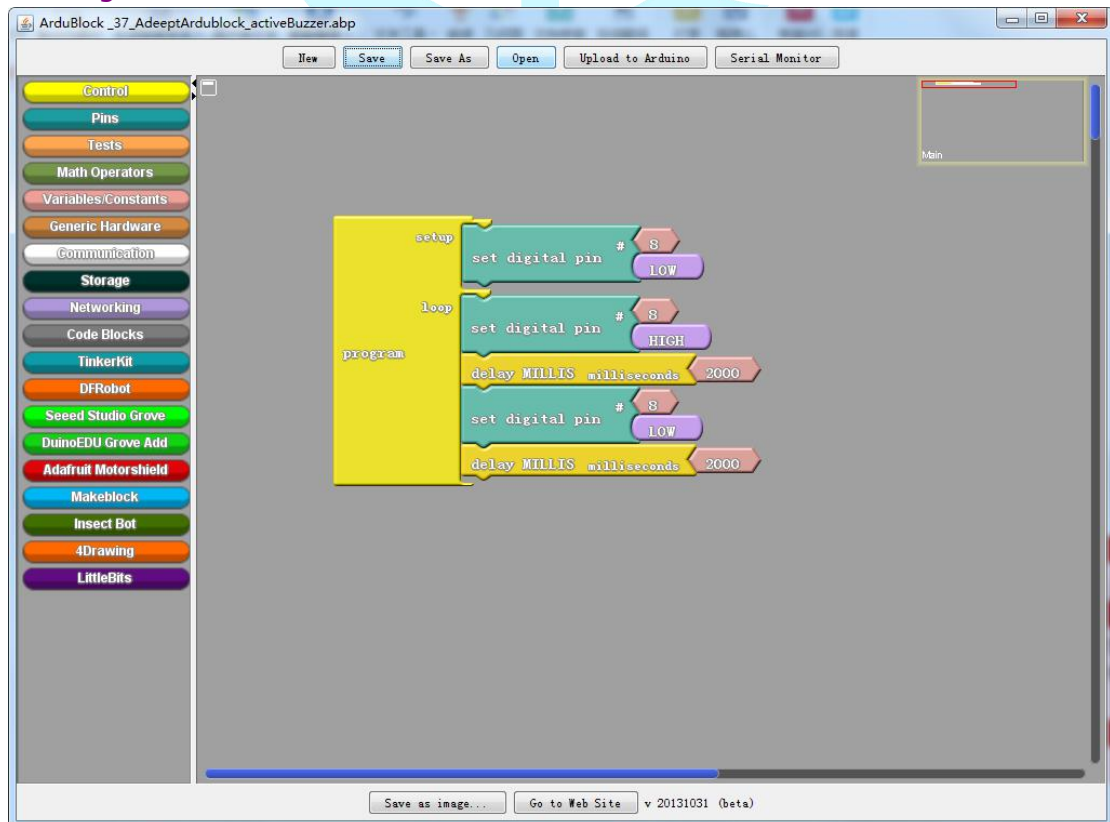 ArduBlock _37_AdeeptArdublock_activeBuzzer.abp
New Save Save As Open Upload to Arduino Serial Monitor
Control
Pins
Tests
Math Operators
Variables/Constants
Generic Hardware
Communication
Storage
Networking
Code Blocks
TinkerKit
DFRobot
Seeed Studio Grove
DuinoEDU Grove Add
Adafruit Motorshield
Makeblock
Insect Bot
4Drawing
LittleBits
Main
program
setup
set digital pin # 8
LOW
loop
set digital pin # 8
HIGH
delay MILLIS milliseconds 2000
set digital pin # 8
LOW
delay MILLIS milliseconds 2000
Save as image... Go to Web Site v 20131031 (beta)